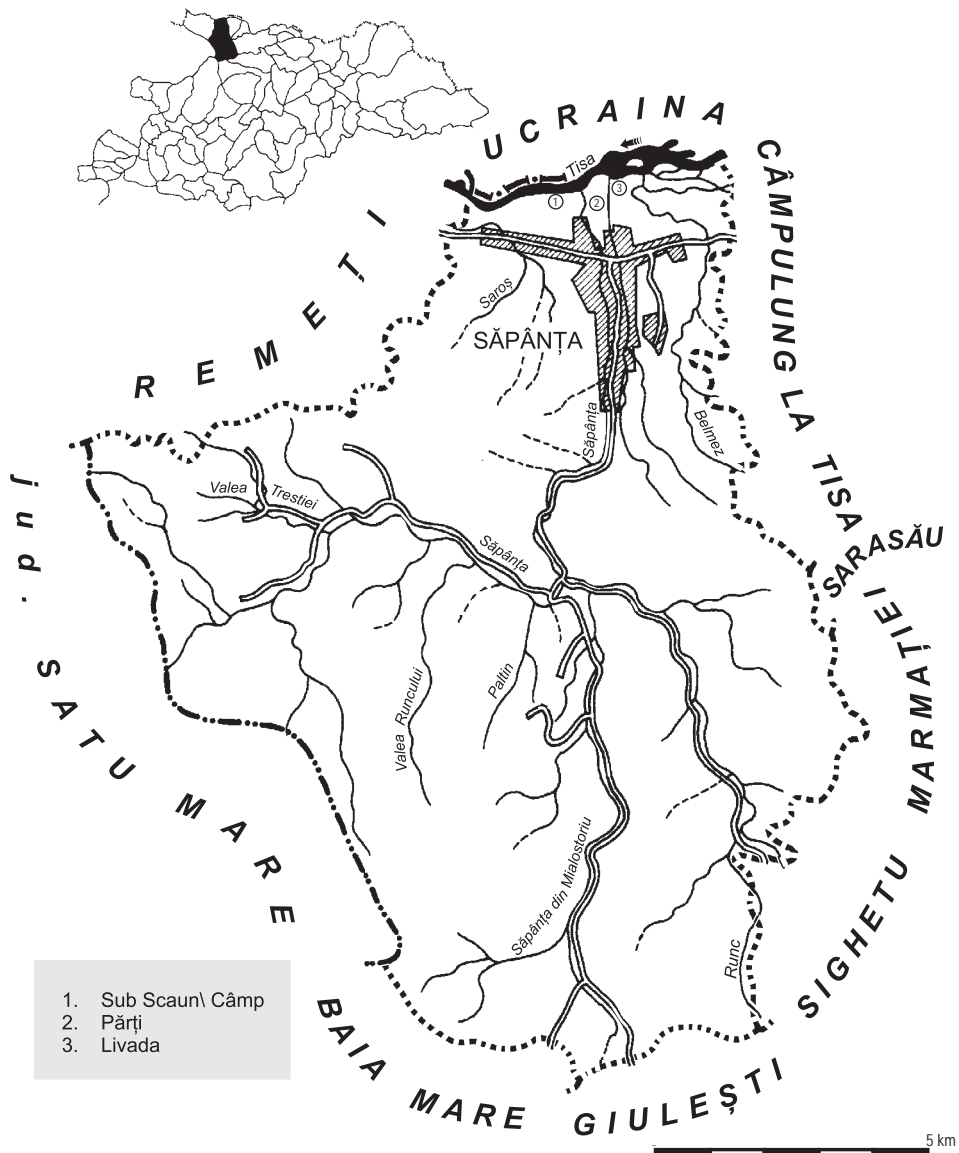 UCRAINA
Tisa
CÂMPULUNG LA TISA
1
2
3
REMEȚI
Saroș
SĂPÂNȚA
Săpânța
Belmez
Valea Trestiei
Săpânța
SARASĂU
jud. SATU MARE
Valea Runcului
Paltin
SIGHETU MARMAȚIEI
Săpânța din Mialostoriu
Runc
1. Sub Scaun\ Câmp
2. Părți
3. Livada
BAIA MARE
GIULEȘTI
5 km